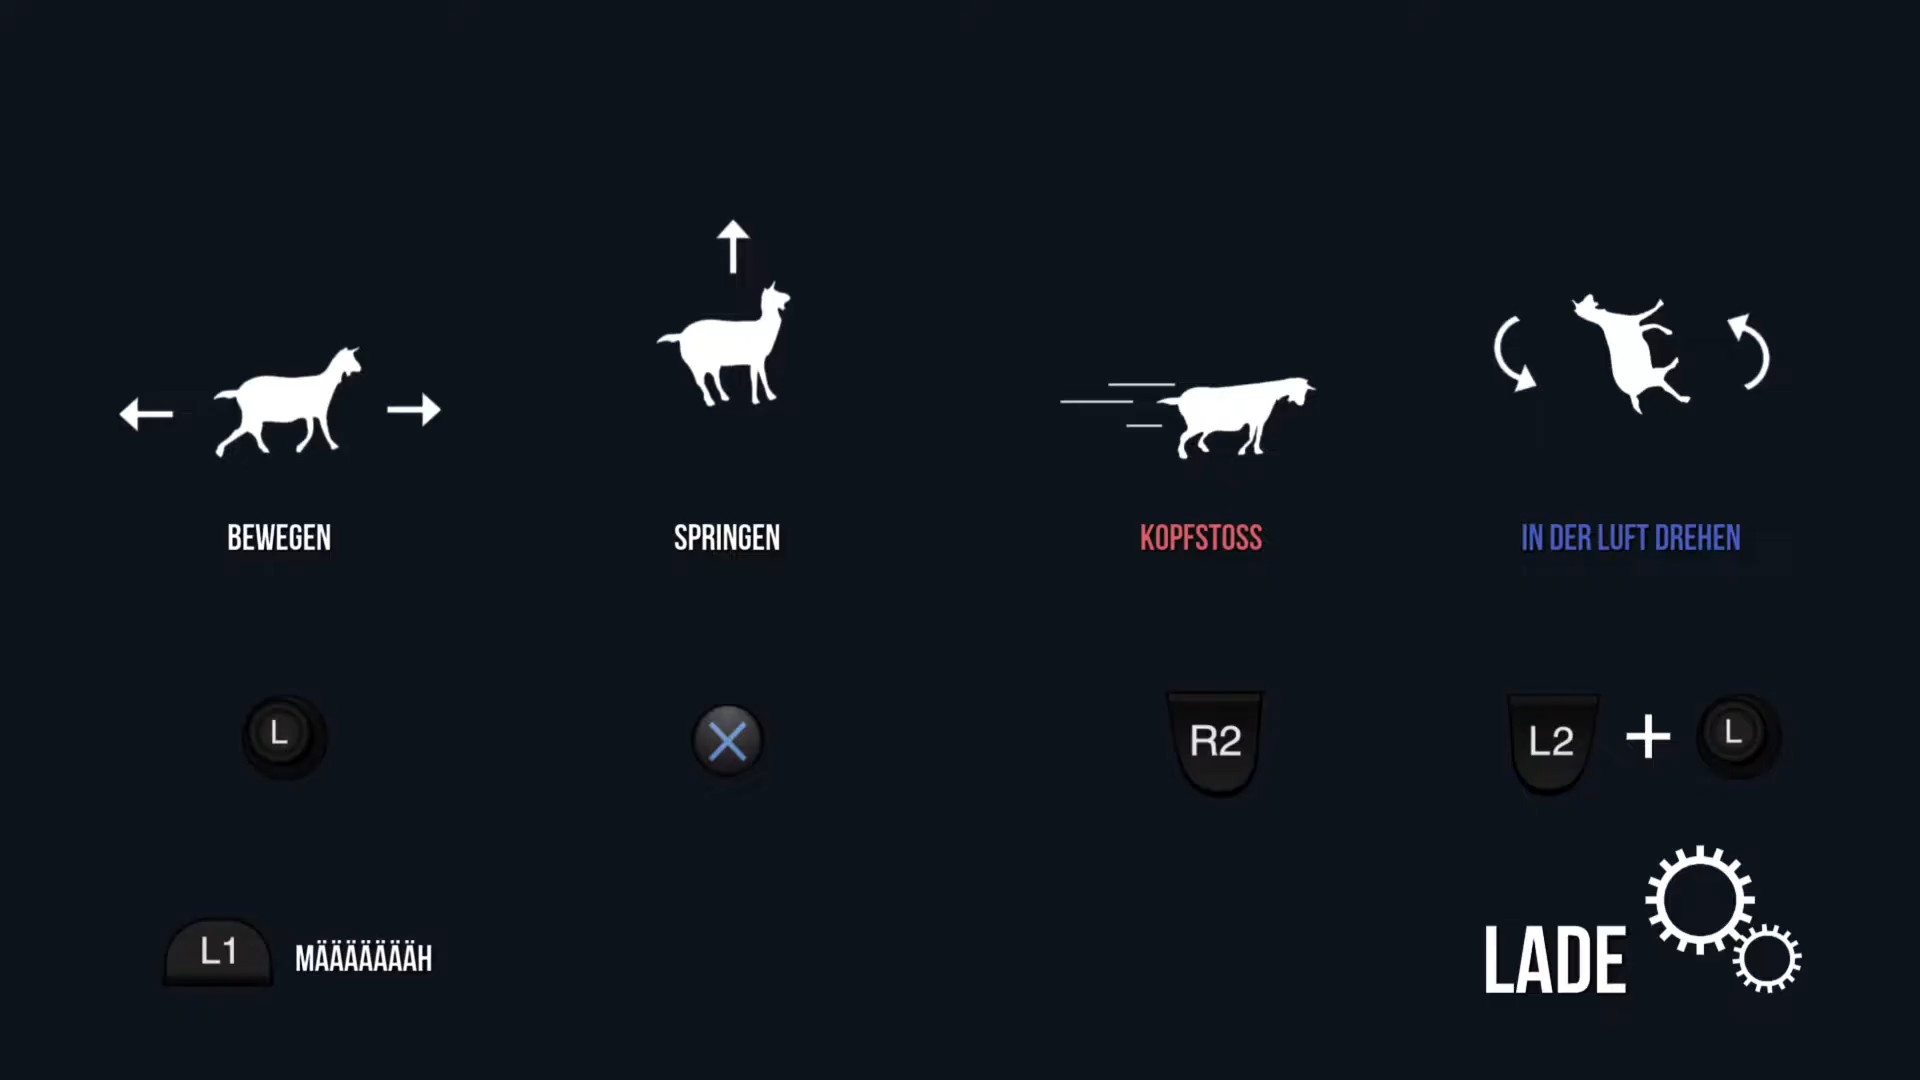 BEWEGEN
SPRINGEN
KOPFSTOSS
IN DER LUFT DREHEN
L
X
R2
L2 + L
L1 MÄÄÄÄÄÄÄH
LADE